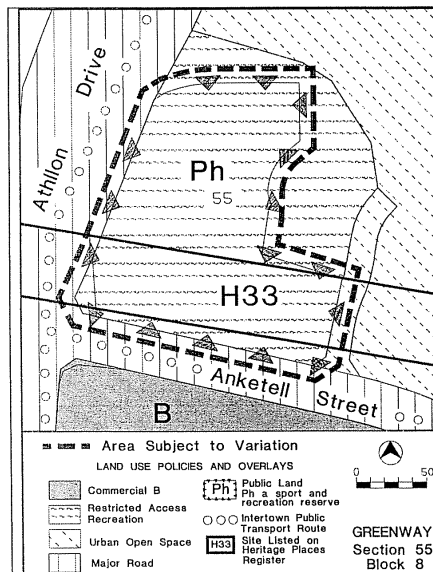 Athllon Drive
Ph
55
H33
Anketell Street
B
Area Subject to Variation
LAND USE POLICIES AND OVERLAYS
Commercial B
Restricted Access
Recreation
Urban Open Space
Major Road
Ph
Public Land
Ph a sport and
recreation reserve
Intertown Public
Transport Route
H33
Site Listed on
Heritage Places
Register
0 50
GREENWAY
Section 55
Block 8